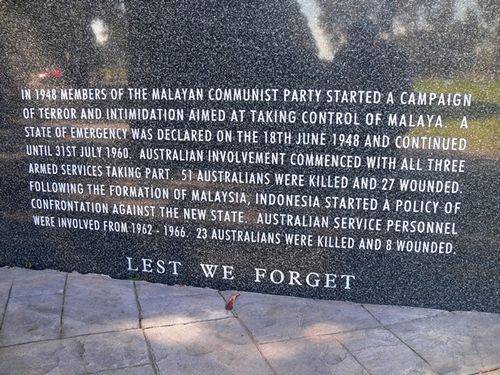 IN 1948 MEMBERS OF THE MALAYAN COMMUNIST PARTY STARTED A CAMPAIGN
OF TERROR AND INTIMIDATION AIMED AT TAKING CONTROL OF MALAYA. A
STATE OF EMERGENCY WAS DECLARED ON THE 18TH JUNE 1948 AND CONTINUED
UNTIL 31ST JULY 1960. AUSTRALIAN INVOLVEMENT COMMENCED WITH ALL THREE
ARMED SERVICES TAKING PART. 51 AUSTRALIANS WERE KILLED AND 27 WOUNDED.
FOLLOWING THE FORMATION OF MALAYSIA, INDONESIA STARTED A POLICY OF
CONFRONTATION AGAINST THE NEW STATE. AUSTRALIAN SERVICE PERSONNEL
WERE INVOLVED FROM 1962 - 1966. 23 AUSTRALIANS WERE KILLED AND 8 WOUNDED.
LEST WE FORGET